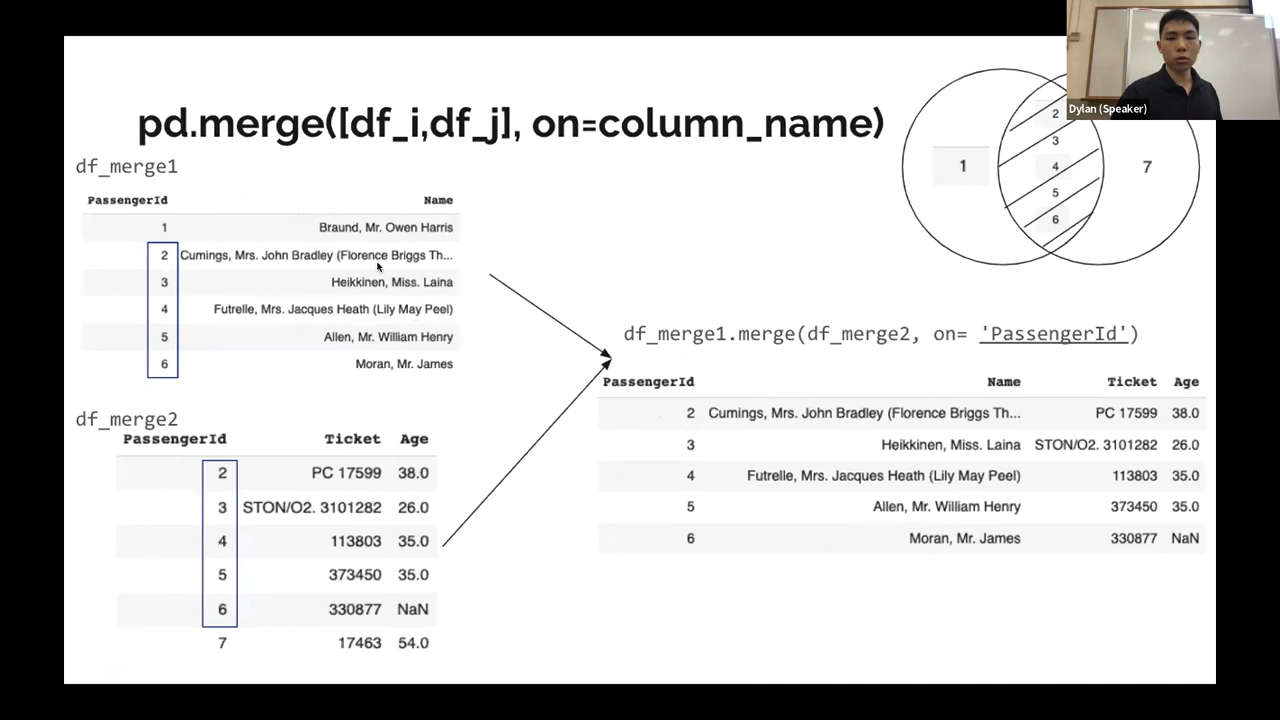 Dylan (Speaker)
pd.merge([df_i,df_j], on=column_name)
df_merge1
PassengerId Name
1 Braund, Mr. Owen Harris
2 Cumings, Mrs. John Bradley (Florence Briggs Th...
3 Heikkinen, Miss. Laina
4 Futrelle, Mrs. Jacques Heath (Lily May Peel)
5 Allen, Mr. William Henry
6 Moran, Mr. James
df_merge2
PassengerId Ticket Age
2 PC 17599 38.0
3 STON/O2. 3101282 26.0
4 113803 35.0
5 373450 35.0
6 330877 NaN
7 17463 54.0
1
2
3
4
5
6
7
df_merge1.merge(df_merge2, on= 'PassengerId')
PassengerId Name Ticket Age
2 Cumings, Mrs. John Bradley (Florence Briggs Th... PC 17599 38.0
3 Heikkinen, Miss. Laina STON/O2. 3101282 26.0
4 Futrelle, Mrs. Jacques Heath (Lily May Peel) 113803 35.0
5 Allen, Mr. William Henry 373450 35.0
6 Moran, Mr. James 330877 NaN